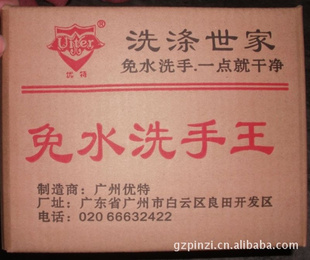 Uter®
优特
洗涤世家
免水洗手.一点就干净
免水洗手王
制造商：广州优特
厂址：广东省广州市白云区良田开发区
电话：020 66632422
gzpinzi.cn.alibaba.com